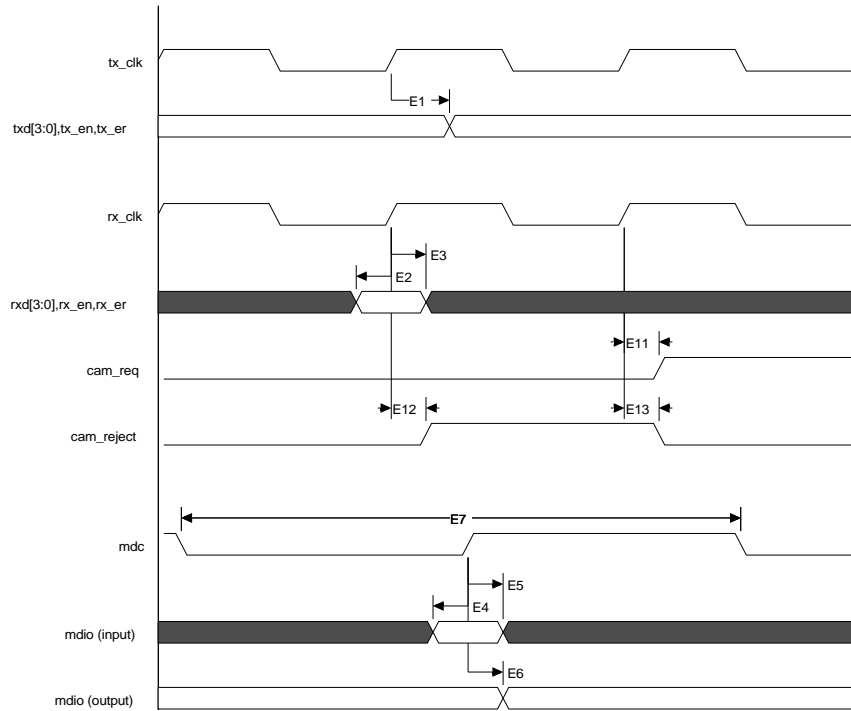 tx_clk
E1
txd[3:0],tx_en,tx_er
rx_clk
E3
E2
rxd[3:0],rx_en,rx_er
E11
cam_req
E12
E13
cam_reject
E7
mdc
E5
E4
mdio (input)
E6
mdio (output)